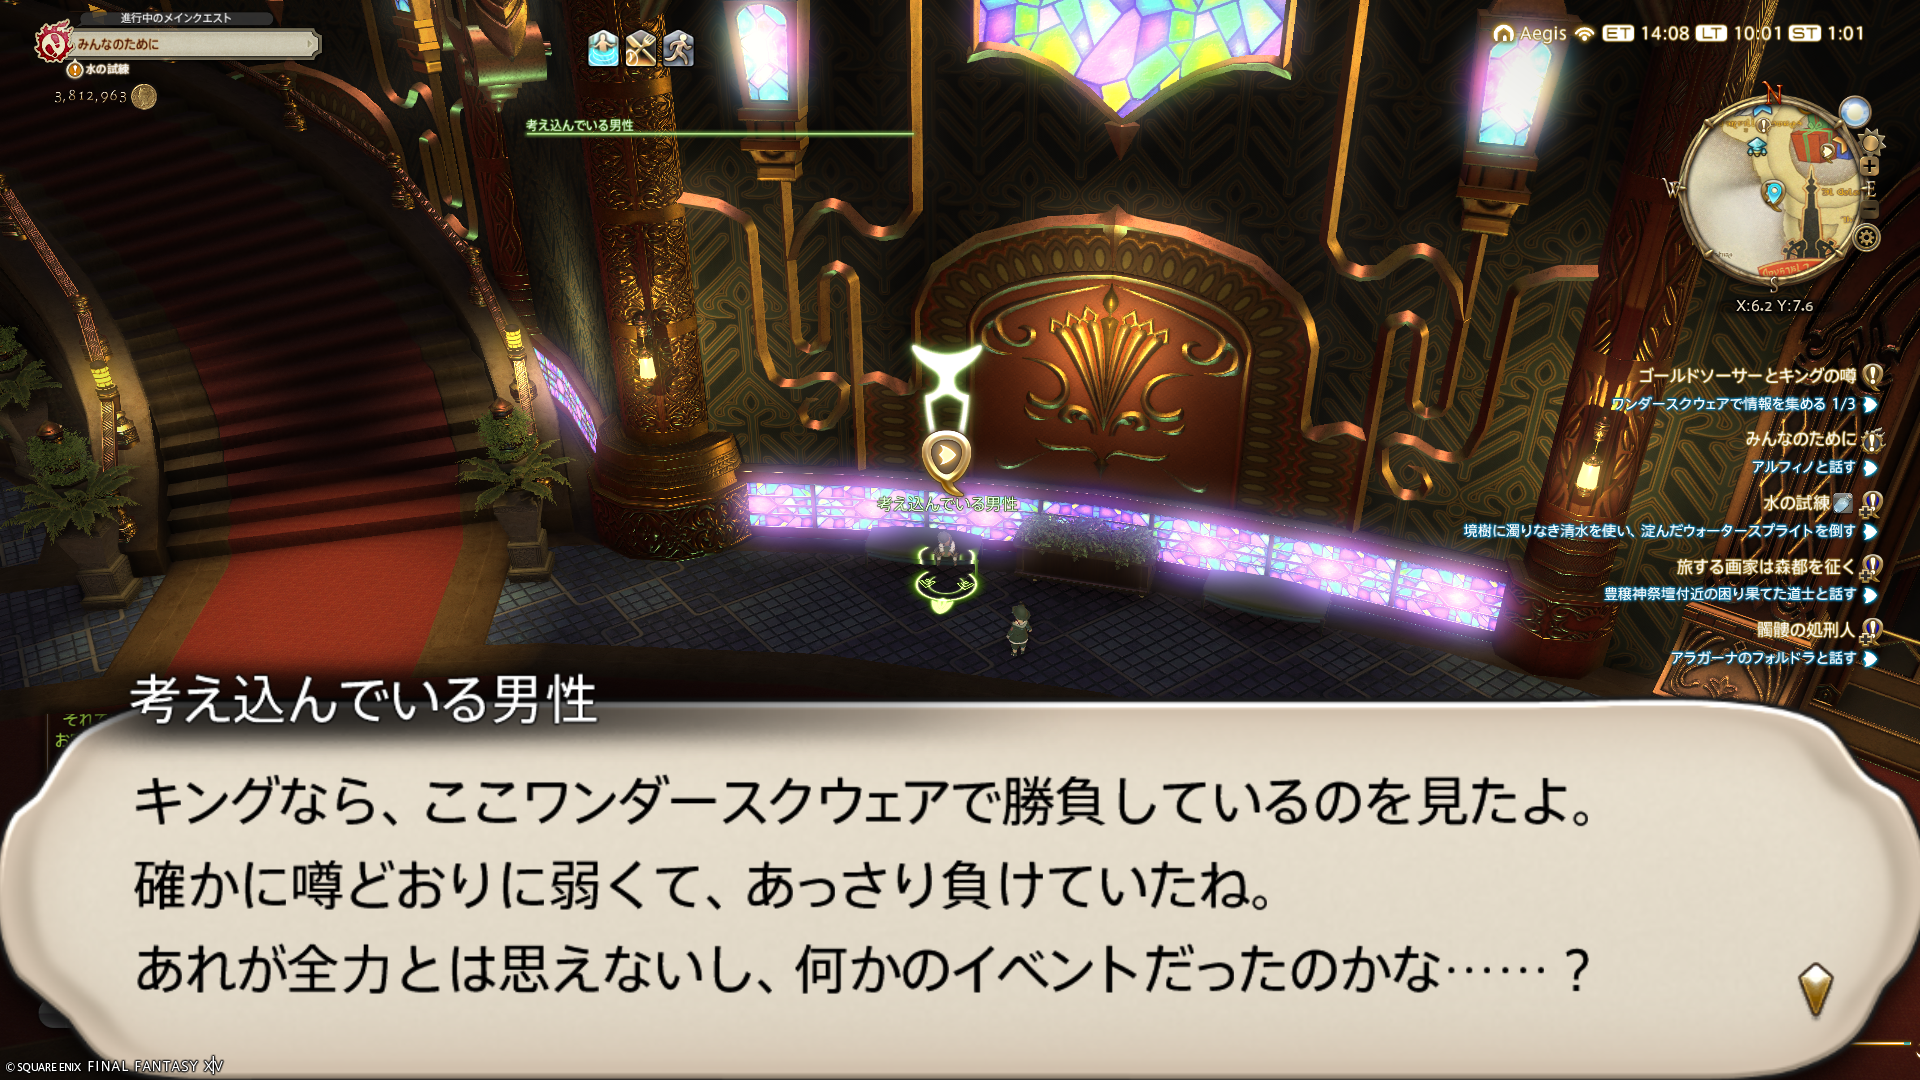 進行中のメインクエスト
みんなのために
水の試練
3,812,963
考え込んでいる男性
Aegis ET 14:08 LT 10:01 ST 1:01
N
W
E
S
X:6.2 Y:7.6
ゴールドソーサーとキングの噂
ワンダースクウェアで情報を集める 1/3
みんなのために
アルフィノと話す
水の試練
境樹に濁りなき清水を使い、淀んだウォータースプライトを倒す
旅する画家は森都を征く
豊穣神祭壇付近の困り果てた道士と話す
髑髏の処刑人
アラガーナのフォルドラと話す
考え込んでいる男性
考え込んでいる男性
キングなら、ここワンダースクウェアで勝負しているのを見たよ。
確かに噂どおりに弱くて、あっさり負けていたね。
あれが全力とは思えないし、何かのイベントだったのかな……？
© SQUARE ENIX FINAL FANTASY XIV